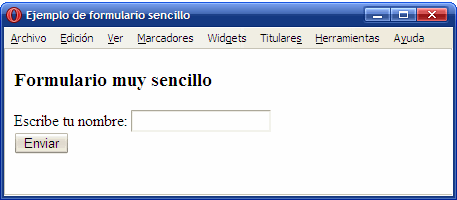 Ejemplo de formulario sencillo
Archivo Edición Ver Marcadores Widgets Titulares Herramientas Ayuda
Formulario muy sencillo
Escribe tu nombre:
Enviar